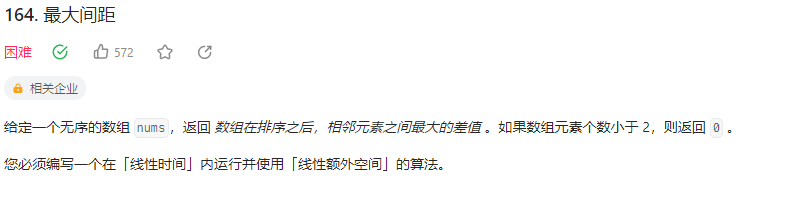 164. 最大间距
困难 572
相关企业
给定一个无序的数组 nums，返回 数组在排序之后，相邻元素之间最大的差值 。如果数组元素个数小于 2，则返回 0 。
您必须编写一个在「线性时间」内运行并使用「线性额外空间」的算法。